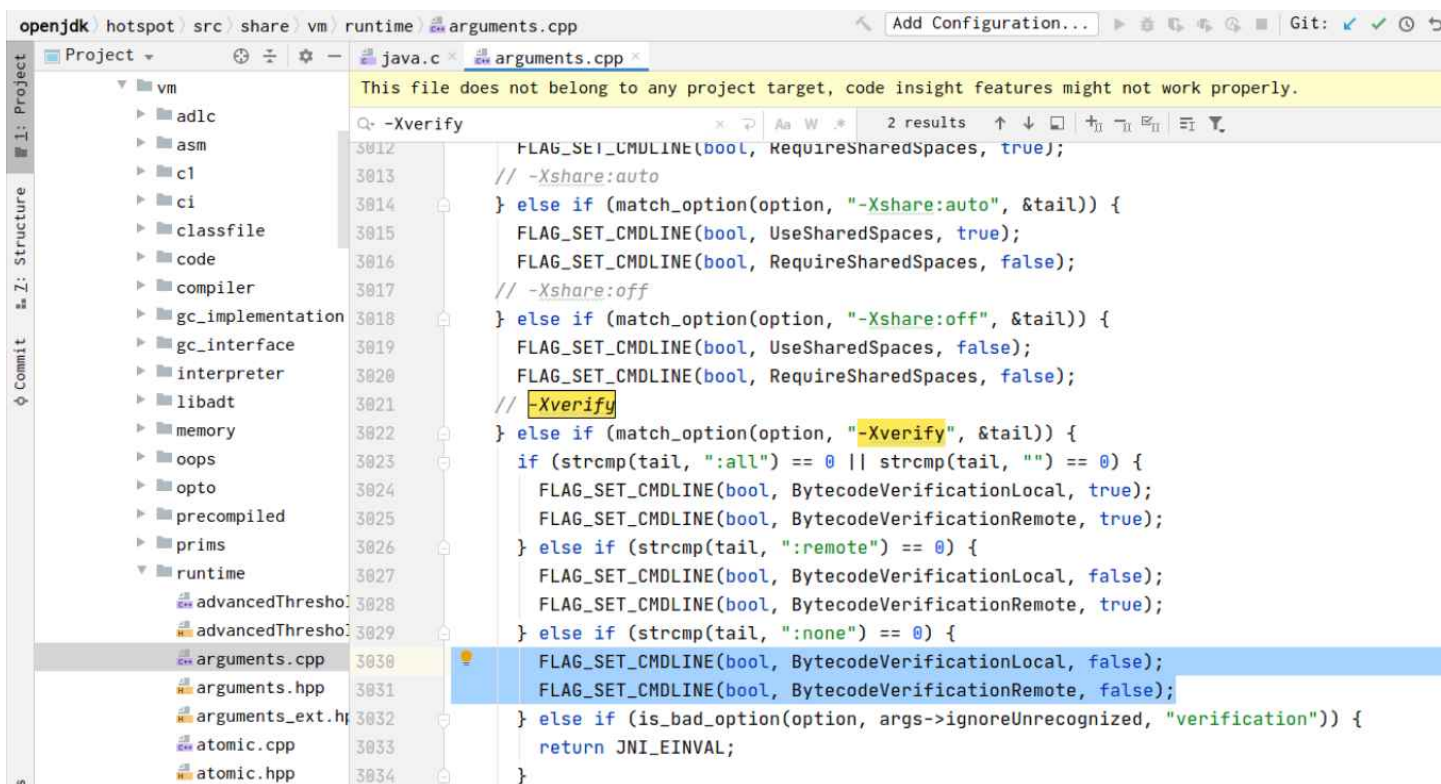 openjdk hotspot src share vm runtime arguments.cpp Add Configuration... Git:
Project java.c arguments.cpp
1: Project
7: Structure
Commit
vm
adlc
asm
c1
ci
classfile
code
compiler
gc_implementation
gc_interface
interpreter
libadt
memory
oops
opto
precompiled
prims
runtime
advancedThreshol
advancedThreshol
arguments.cpp
arguments.hpp
arguments_ext.h
atomic.cpp
atomic.hpp
This file does not belong to any project target, code insight features might not work properly.
-Xverify Aa W .* 2 results
3012 FLAG_SET_CMDLINE(bool, RequireSharedSpaces, true);
3013 // -Xshare:auto
3014 } else if (match_option(option, "-Xshare:auto", &tail)) {
3015 FLAG_SET_CMDLINE(bool, UseSharedSpaces, true);
3016 FLAG_SET_CMDLINE(bool, RequireSharedSpaces, false);
3017 // -Xshare:off
3018 } else if (match_option(option, "-Xshare:off", &tail)) {
3019 FLAG_SET_CMDLINE(bool, UseSharedSpaces, false);
3020 FLAG_SET_CMDLINE(bool, RequireSharedSpaces, false);
3021 // -Xverify
3022 } else if (match_option(option, "-Xverify", &tail)) {
3023 if (strcmp(tail, ":all") == 0 || strcmp(tail, "") == 0) {
3024 FLAG_SET_CMDLINE(bool, BytecodeVerificationLocal, true);
3025 FLAG_SET_CMDLINE(bool, BytecodeVerificationRemote, true);
3026 } else if (strcmp(tail, ":remote") == 0) {
3027 FLAG_SET_CMDLINE(bool, BytecodeVerificationLocal, false);
3028 FLAG_SET_CMDLINE(bool, BytecodeVerificationRemote, true);
3029 } else if (strcmp(tail, ":none") == 0) {
3030 FLAG_SET_CMDLINE(bool, BytecodeVerificationLocal, false);
3031 FLAG_SET_CMDLINE(bool, BytecodeVerificationRemote, false);
3032 } else if (is_bad_option(option, args->ignoreUnrecognized, "verification")) {
3033 return JNI_EINVAL;
3034 }